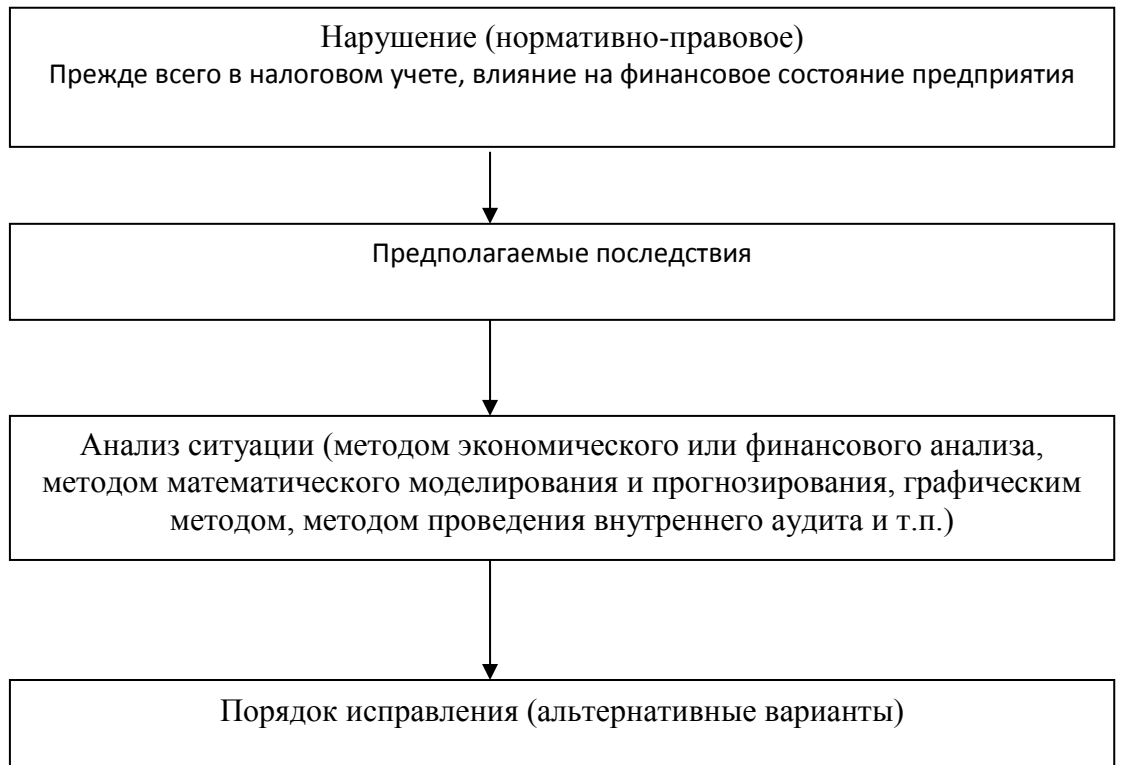 Нарушение (нормативно-правовое)
Прежде всего в налоговом учете, влияние на финансовое состояние предприятия
Предполагаемые последствия
Анализ ситуации (методом экономического или финансового анализа,
методом математического моделирования и прогнозирования, графическим
методом, методом проведения внутреннего аудита и т.п.)
Порядок исправления (альтернативные варианты)